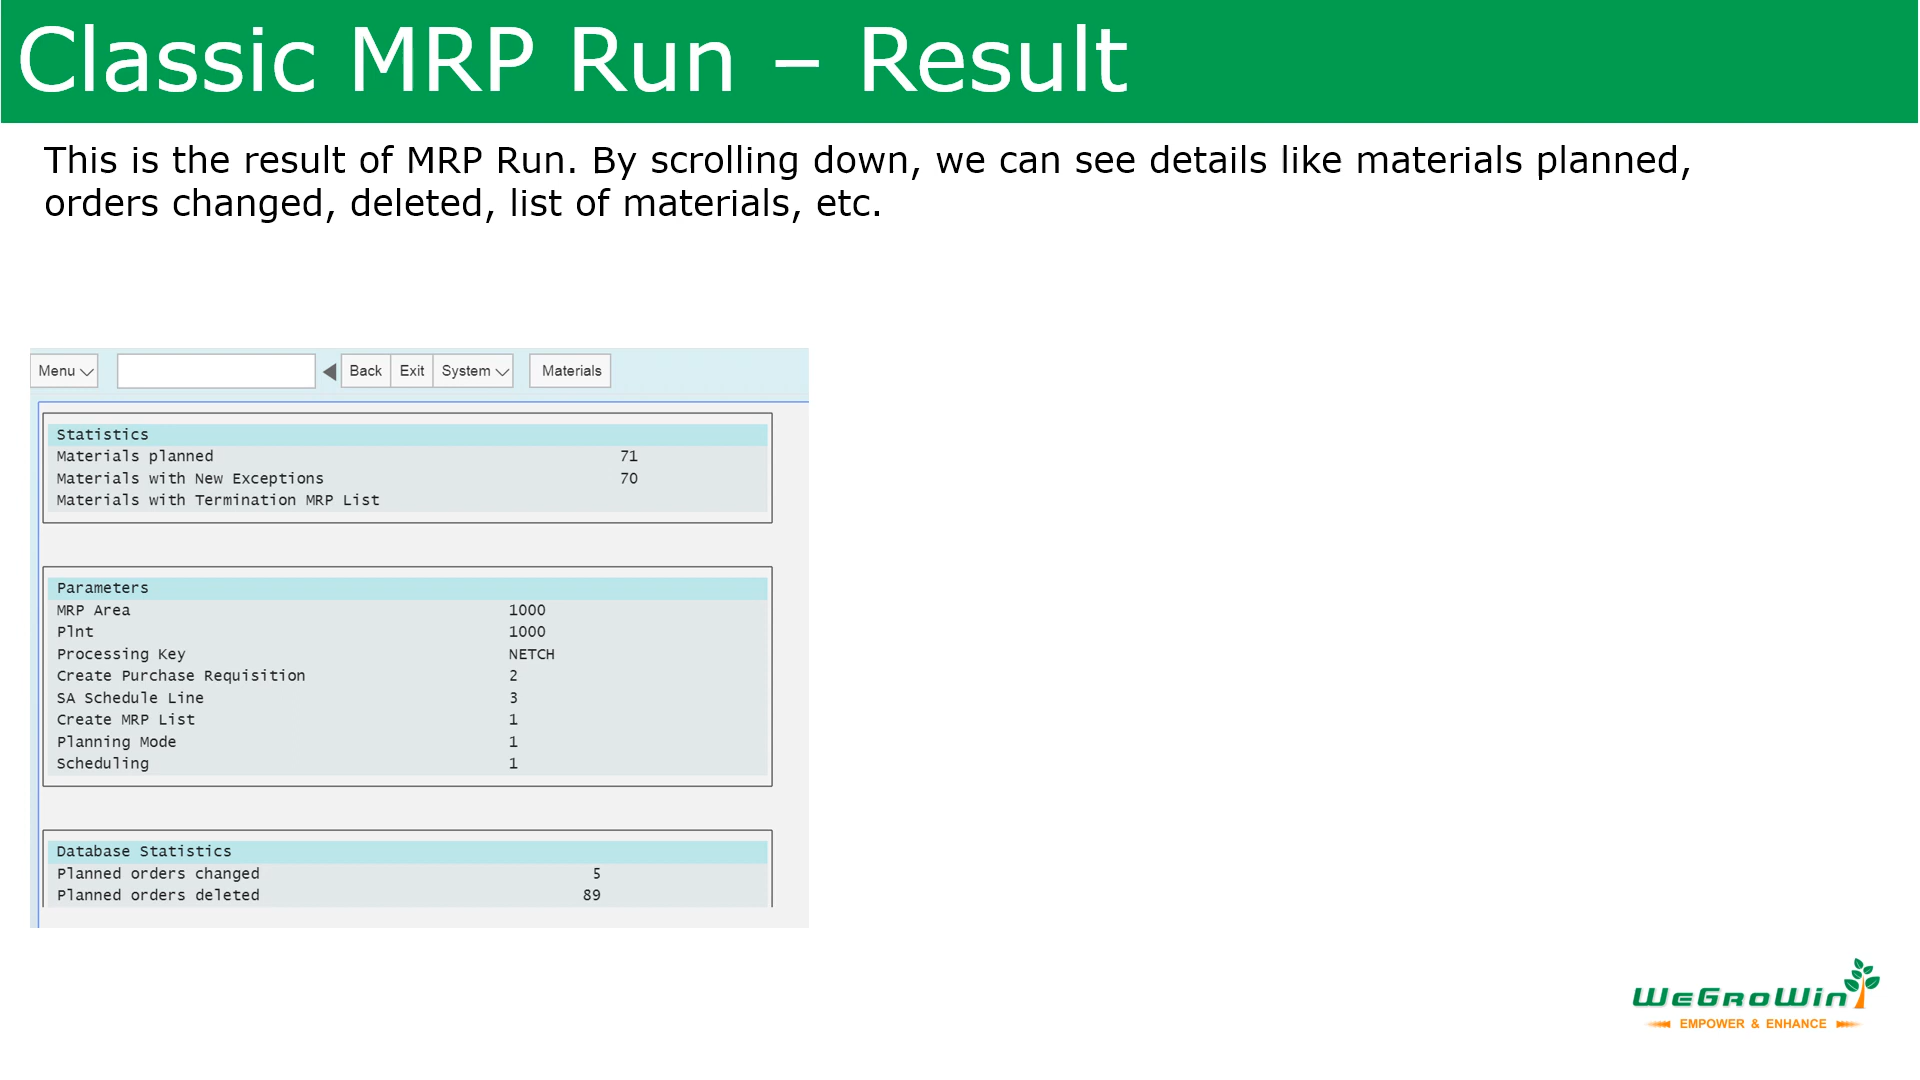 Classic MRP Run – Result
This is the result of MRP Run. By scrolling down, we can see details like materials planned,
orders changed, deleted, list of materials, etc.
Menu Back Exit System Materials
Statistics
Materials planned 71
Materials with New Exceptions 70
Materials with Termination MRP List
Parameters
MRP Area 1000
Plnt 1000
Processing Key NETCH
Create Purchase Requisition 2
SA Schedule Line 3
Create MRP List 1
Planning Mode 1
Scheduling 1
Database Statistics
Planned orders changed 5
Planned orders deleted 89
WeGroWin
EMPOWER & ENHANCE